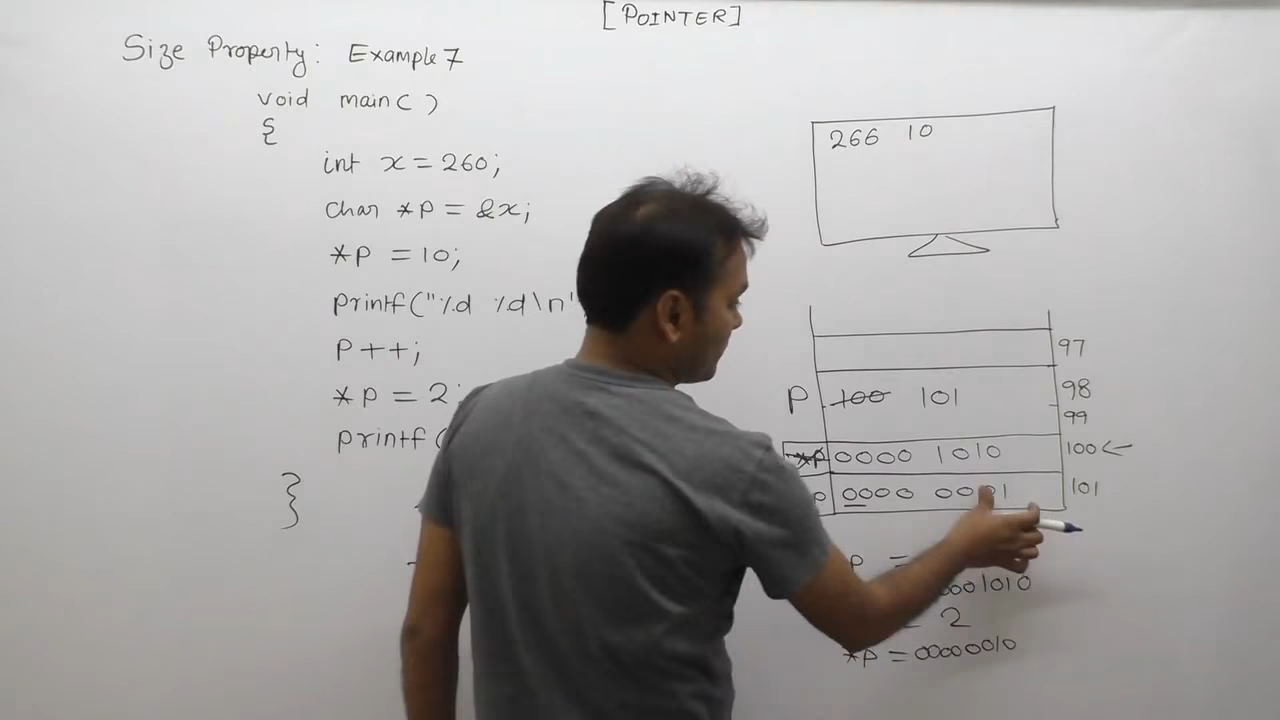 [POINTER]
Size Property: Example 7
void main( )
{
int x = 260;
char *p = &x;
*p = 10;
printf("%d %d\n"
p++;
*p = 2;
printf(
}
266 10
97
p 100 101 98
99
*p 0000 1010 100 ←
p 0000 0001 101
p =
0001010
= 2
*p = 00000010